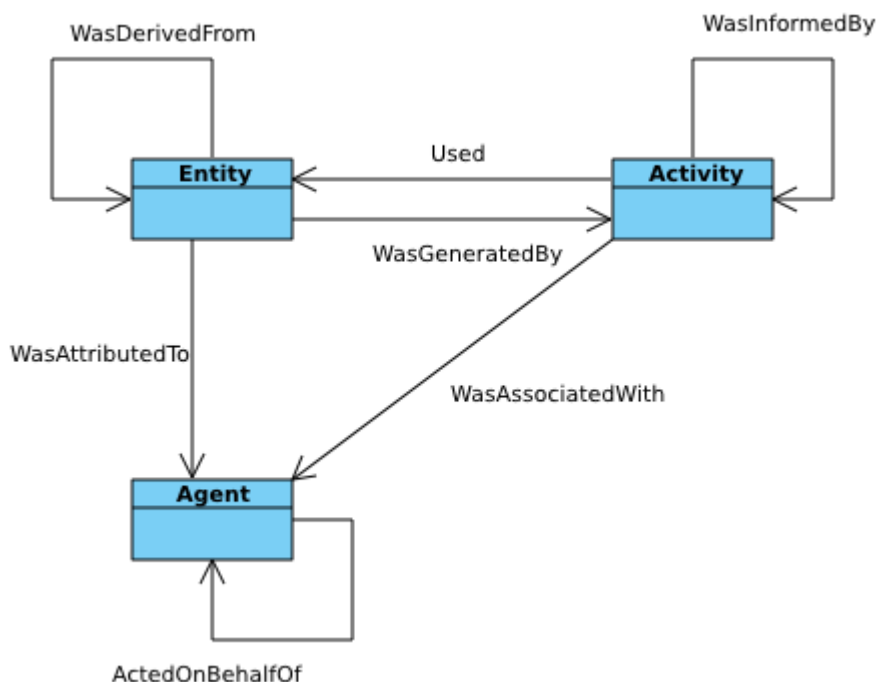 WasDerivedFrom
WasInformedBy
Used
Entity
Activity
WasGeneratedBy
WasAttributedTo
WasAssociatedWith
Agent
ActedOnBehalfOf